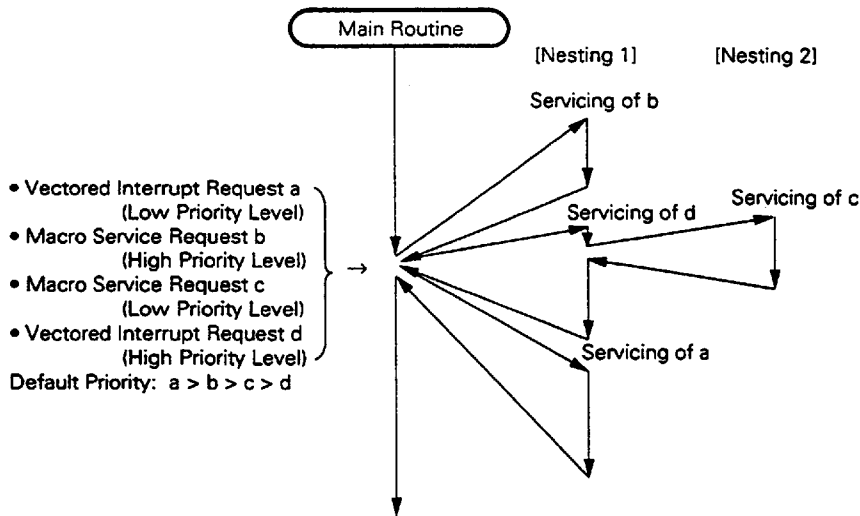 Main Routine
[Nesting 1]
[Nesting 2]
Servicing of b
• Vectored Interrupt Request a
(Low Priority Level)
• Macro Service Request b
(High Priority Level)
• Macro Service Request c
(Low Priority Level)
• Vectored Interrupt Request d
(High Priority Level)
Default Priority: a > b > c > d
→
Servicing of d
Servicing of c
Servicing of a